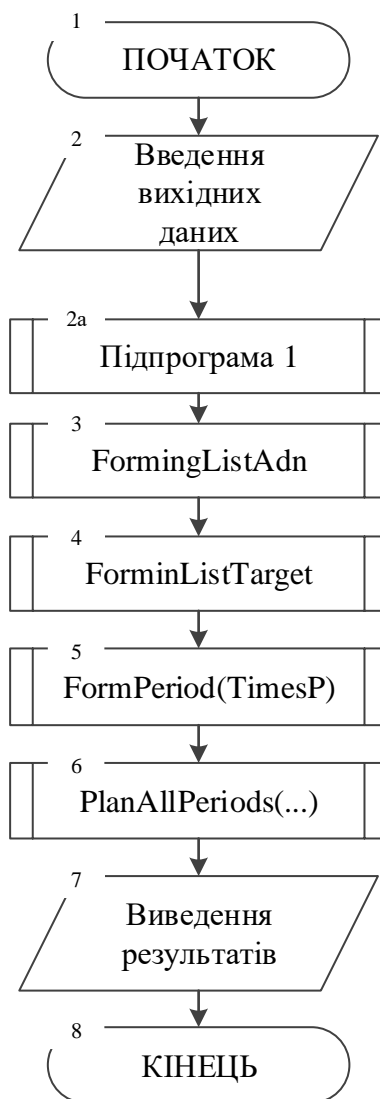 1
ПОЧАТОК
2
Введення
вихідних
даних
2а
Підпрограма 1
3
FormingListAdn
4
ForminListTarget
5
FormPeriod(TimesP)
6
PlanAllPeriods(...)
7
Виведення
результатів
8
КІНЕЦЬ